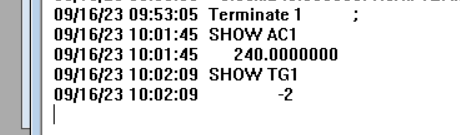 09/16/23 09:53:05 Terminate 1 ;
09/16/23 10:01:45 SHOW AC1
09/16/23 10:01:45 240.0000000
09/16/23 10:02:09 SHOW TG1
09/16/23 10:02:09 -2